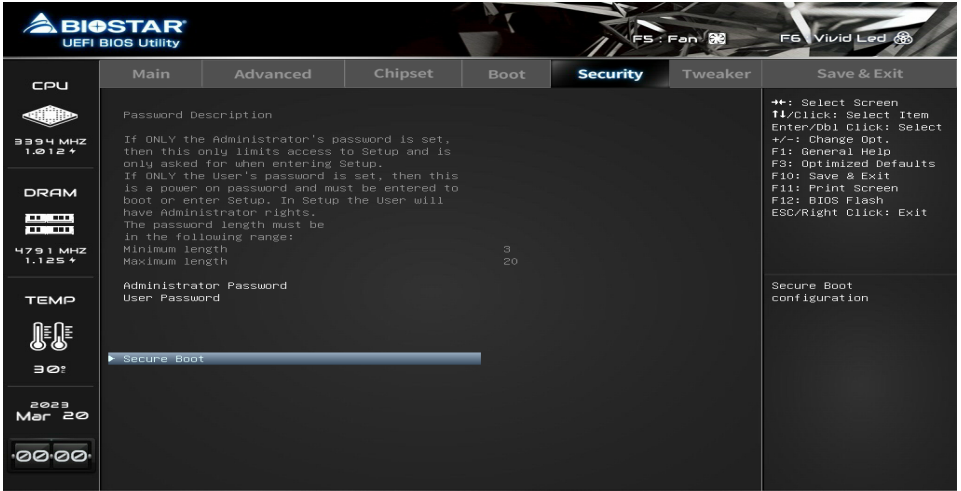 BIOSTAR®
UEFI BIOS Utility
F5 : Fan
F6 : Vivid Led
Main Advanced Chipset Boot Security Tweaker Save & Exit
CPU
3394 MHZ
1.012
DRAM
4791 MHZ
1.125
TEMP
30°
2023
Mar 20
00:00
Password Description
If ONLY the Administrator's password is set,
then this only limits access to Setup and is
only asked for when entering Setup.
If ONLY the User's password is set, then this
is a power on password and must be entered to
boot or enter Setup. In Setup the User will
have Administrator rights.
The password length must be
in the following range:
Minimum length 3
Maximum length 20
Administrator Password
User Password
► Secure Boot
→←: Select Screen
↑↓/Click: Select Item
Enter/Dbl Click: Select
+/-: Change Opt.
F1: General Help
F3: Optimized Defaults
F10: Save & Exit
F11: Print Screen
F12: BIOS Flash
ESC/Right Click: Exit
Secure Boot
configuration